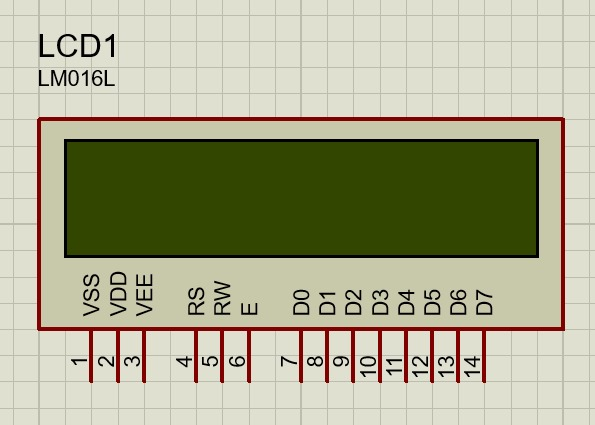 LCD1
LM016L
VSS VDD VEE RS RW E D0 D1 D2 D3 D4 D5 D6 D7
1 2 3 4 5 6 7 8 9 10 11 12 13 14